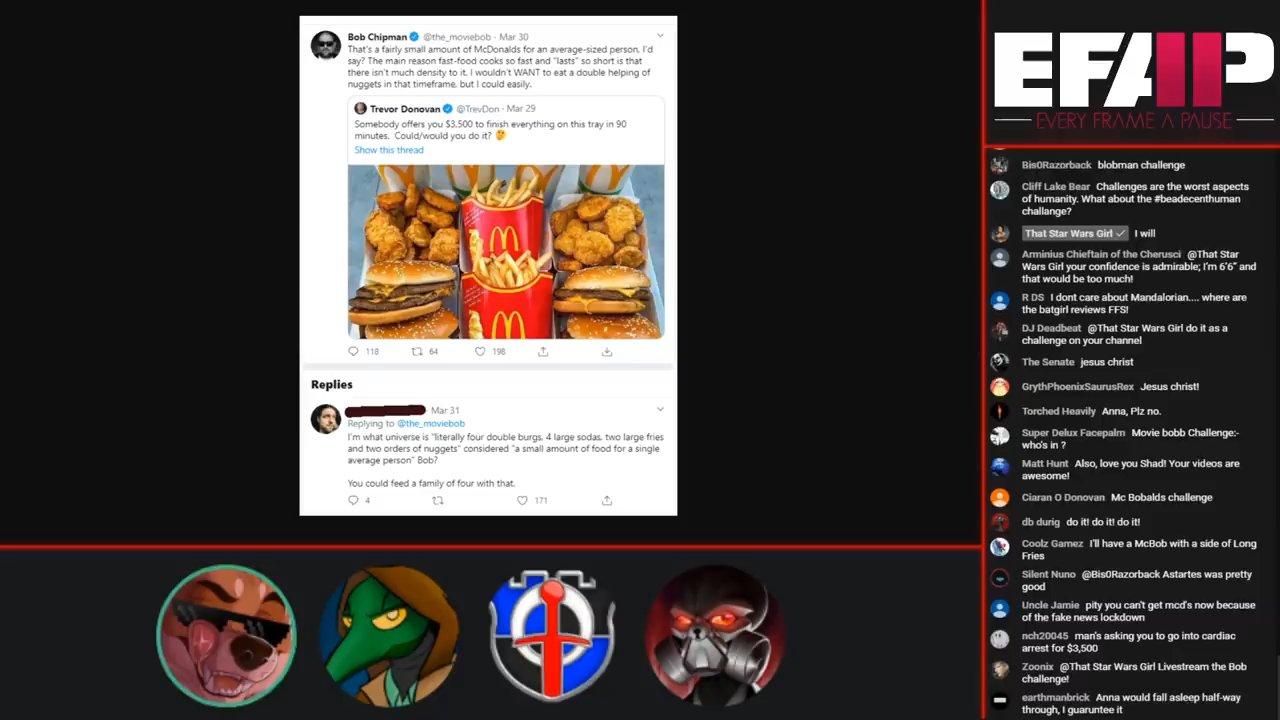 Bob Chipman @the_moviebob · Mar 30
That's a fairly small amount of McDonalds for an average-sized person, I'd
say? The main reason fast-food cooks so fast and "lasts" so short is that
there isn't much density to it. I wouldn't WANT to eat a double helping of
nuggets in that timeframe, but I could easily.
Trevor Donovan @TrevDon · Mar 29
Somebody offers you $3,500 to finish everything on this tray in 90
minutes. Could/would you do it? 🤔
Show this thread
118 64 198
Replies
Mar 31
Replying to @the_moviebob
I'm what universe is "literally four double burgs, 4 large sodas, two large fries
and two orders of nuggets" considered "a small amount of food for a single
average person" Bob?
You could feed a family of four with that.
4 171
EFAP
EVERY FRAME A PAUSE
Bis0Razorback blobman challenge
Cliff Lake Bear Challenges are the worst aspects
of humanity. What about the #beadecenthuman
challange?
That Star Wars Girl ✓ I will
Arminius Chieftain of the Cherusci @That Star
Wars Girl your confidence is admirable; I'm 6'6" and
that would be too much!
R DS I dont care about Mandalorian.... where are
the batgirl reviews FFS!
DJ Deadbeat @That Star Wars Girl do it as a
challenge on your channel
The Senate jesus christ
GrythPhoenixSaurusRex Jesus christ!
Torched Heavily Anna, Plz no.
Super Delux Facepalm Movie bobb Challenge:-
who's in ?
Matt Hunt Also, love you Shad! Your videos are
awesome!
Ciaran O Donovan Mc Bobalds challenge
db durig do it! do it! do it!
Coolz Gamez I'll have a McBob with a side of Long
Fries
Silent Nuno @Bis0Razorback Astartes was pretty
good
Uncle Jamie pity you can't get mcd's now because
of the fake news lockdown
nch20045 man's asking you to go into cardiac
arrest for $3,500
Zoonix @That Star Wars Girl Livestream the Bob
challenge!
earthmanbrick Anna would fall asleep half-way
through, I guaruntee it